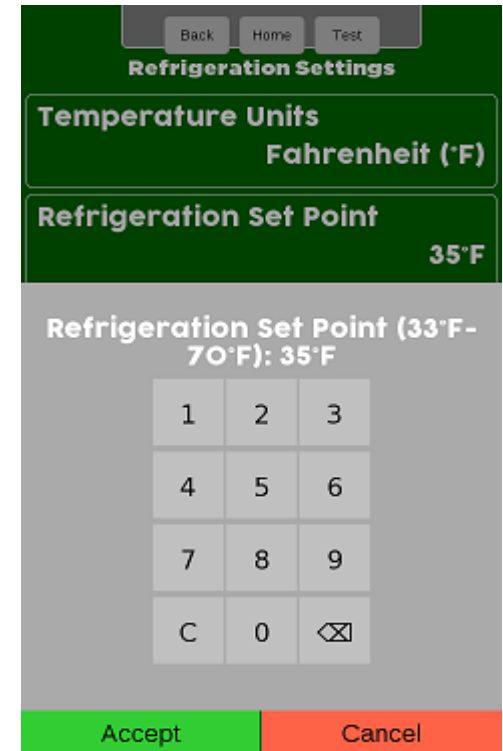 Back Home Test
Refrigeration Settings
Temperature Units
Fahrenheit (°F)
Refrigeration Set Point
35°F
Refrigeration Set Point (33°F-
70°F): 35°F
1 2 3
4 5 6
7 8 9
C 0 ⌫
Accept Cancel